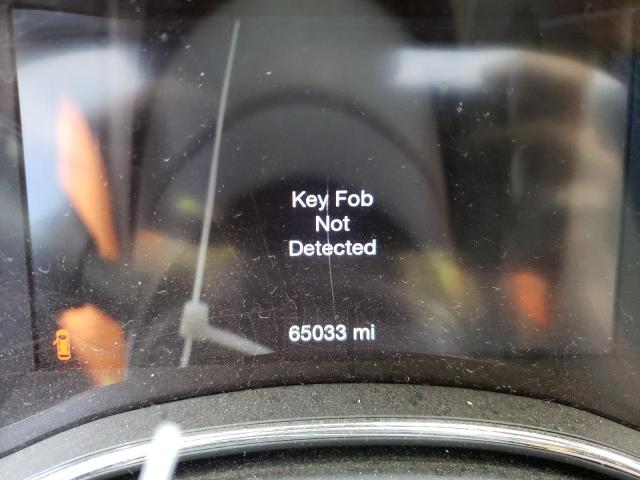 Key Fob
Not
Detected
65033 mi